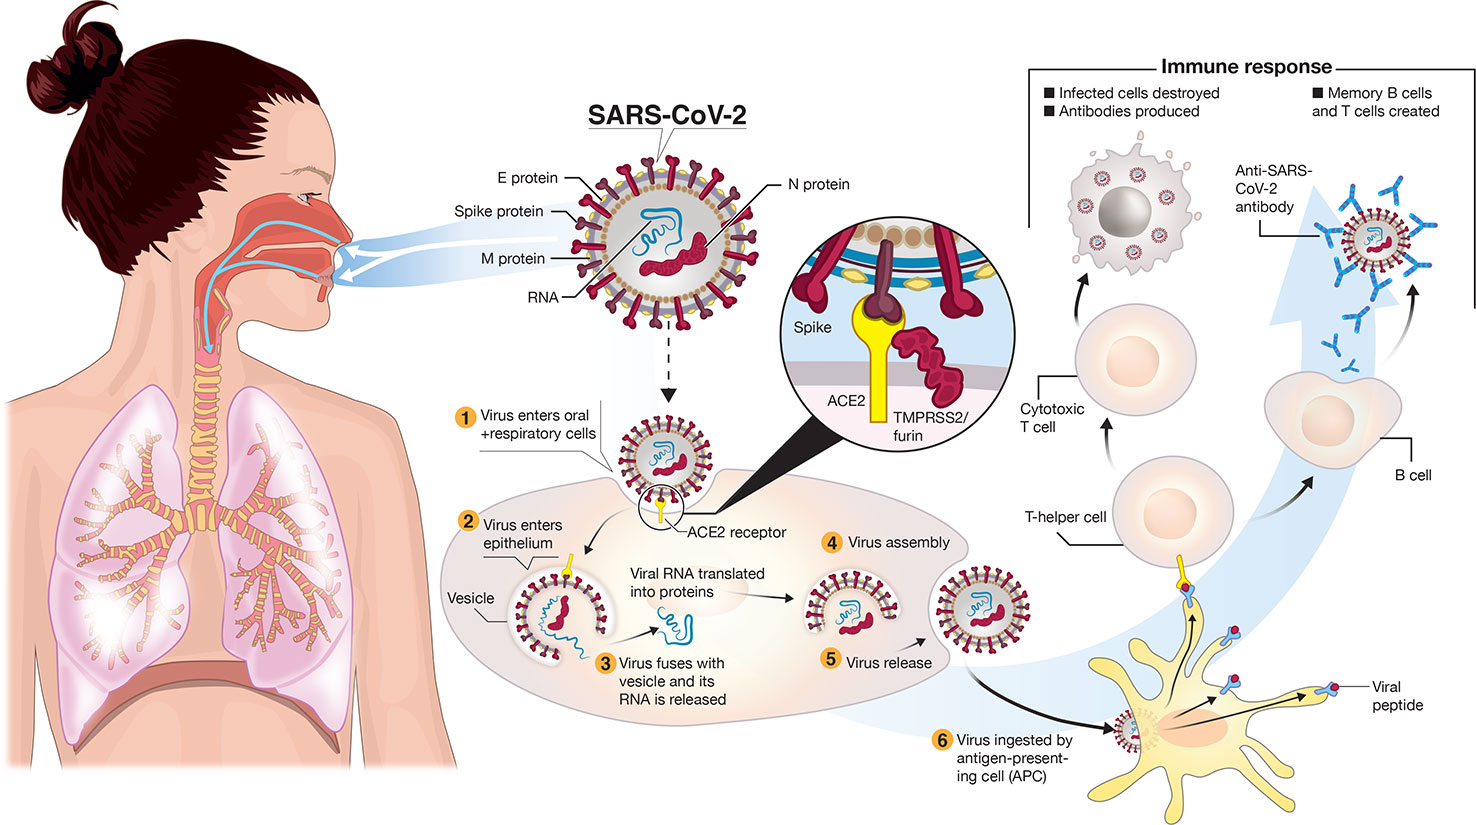 SARS-CoV-2
E protein
Spike protein
M protein
RNA
N protein
Spike
ACE2
TMPRSS2/
furin
1 Virus enters oral
+respiratory cells
2 Virus enters
epithelium
ACE2 receptor
Vesicle
Viral RNA translated
into proteins
3 Virus fuses with
vesicle and its
RNA is released
4 Virus assembly
5 Virus release
6 Virus ingested by
antigen-present-
ing cell (APC)
Immune response
■ Infected cells destroyed
■ Antibodies produced
■ Memory B cells
and T cells created
Anti-SARS-
CoV-2
antibody
Cytotoxic
T cell
B cell
T-helper cell
Viral
peptide